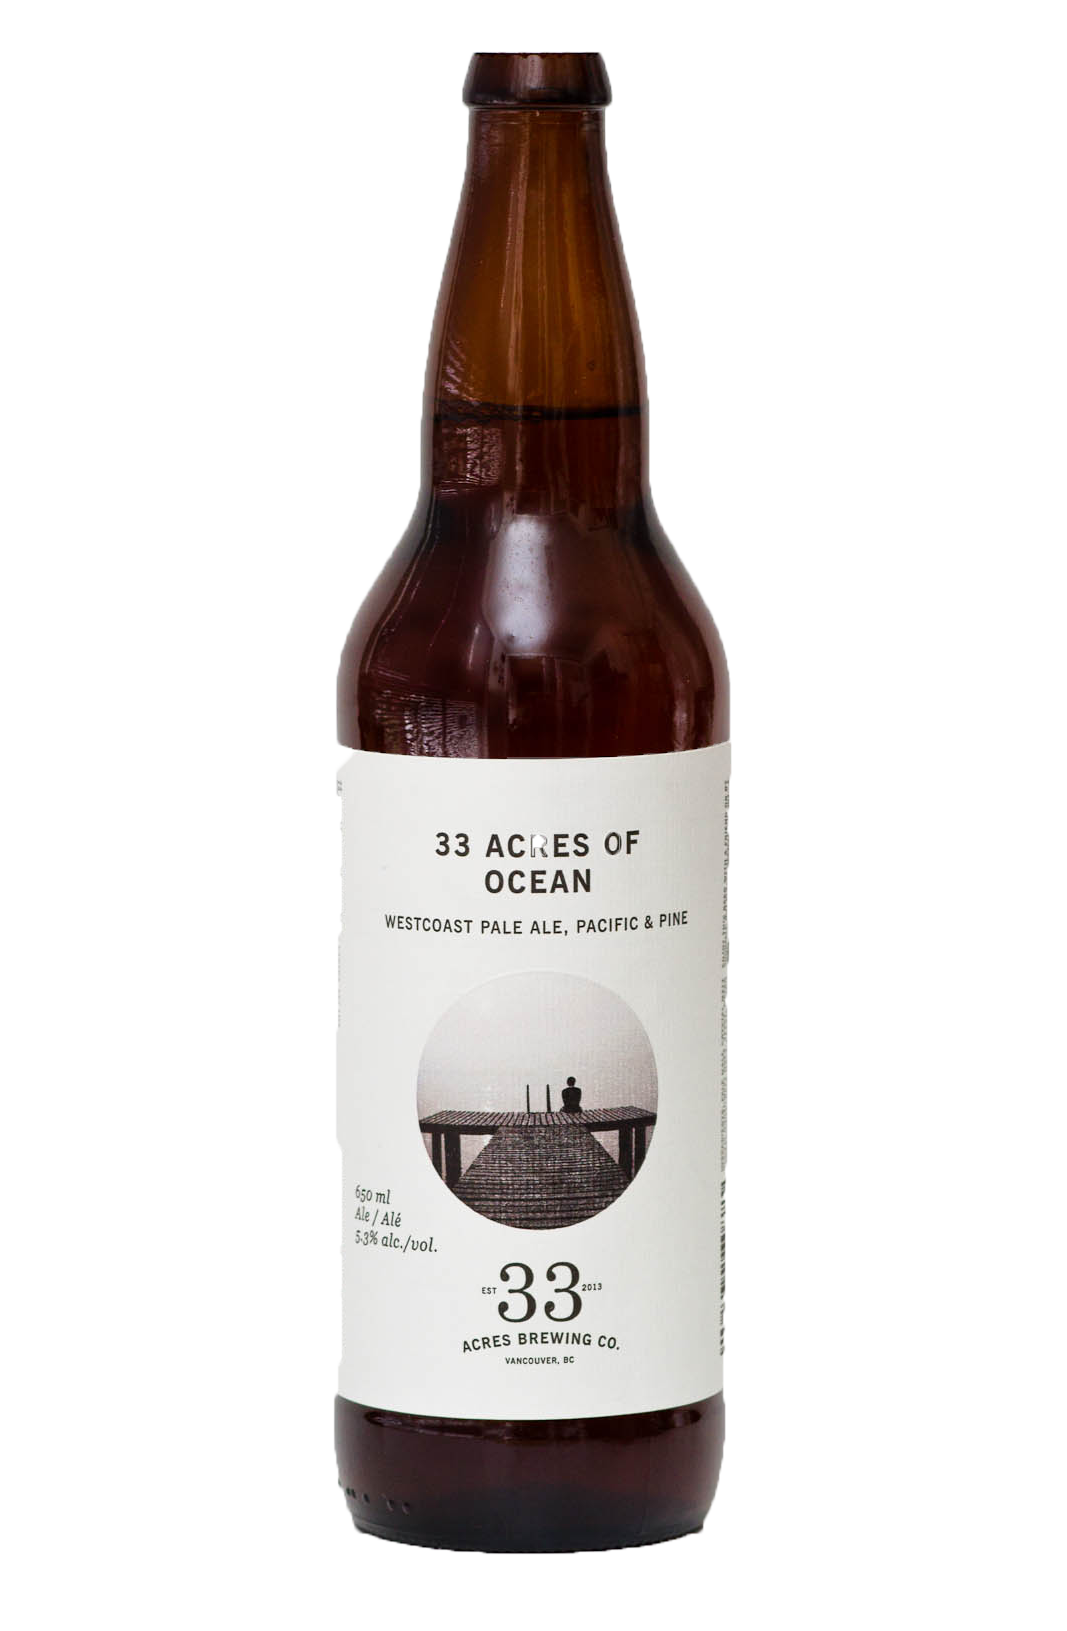 33 ACRES OF
OCEAN
WESTCOAST PALE ALE, PACIFIC & PINE
650 ml
Ale / Alé
5.3% alc./vol.
EST 33 2013
ACRES BREWING CO.
VANCOUVER, BC